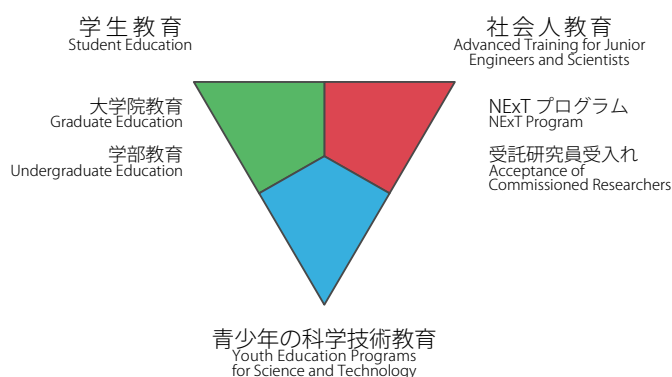 学生教育
Student Education
大学院教育
Graduate Education
学部教育
Undergraduate Education
社会人教育
Advanced Training for Junior
Engineers and Scientists
NExT プログラム
NExT Program
受託研究員受入れ
Acceptance of
Commissioned Researchers
青少年の科学技術教育
Youth Education Programs
for Science and Technology